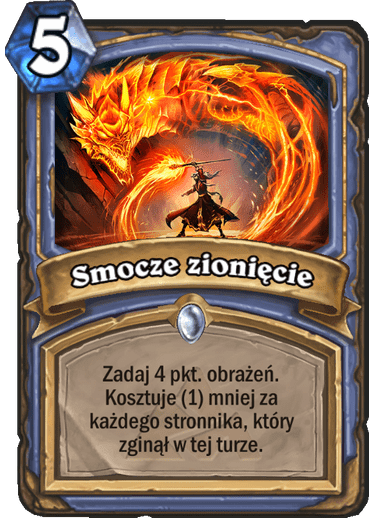 5
Smocze zionięcie
Zadaj 4 pkt. obrażeń.
Kosztuje (1) mniej za
każdego stronnika, który
zginął w tej turze.